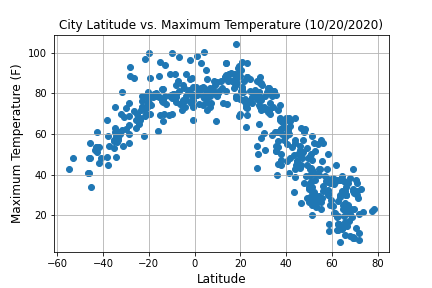 City Latitude vs. Maximum Temperature (10/20/2020)
Maximum Temperature (F)
100
80
60
40
20
−60 −40 −20 0 20 40 60 80
Latitude